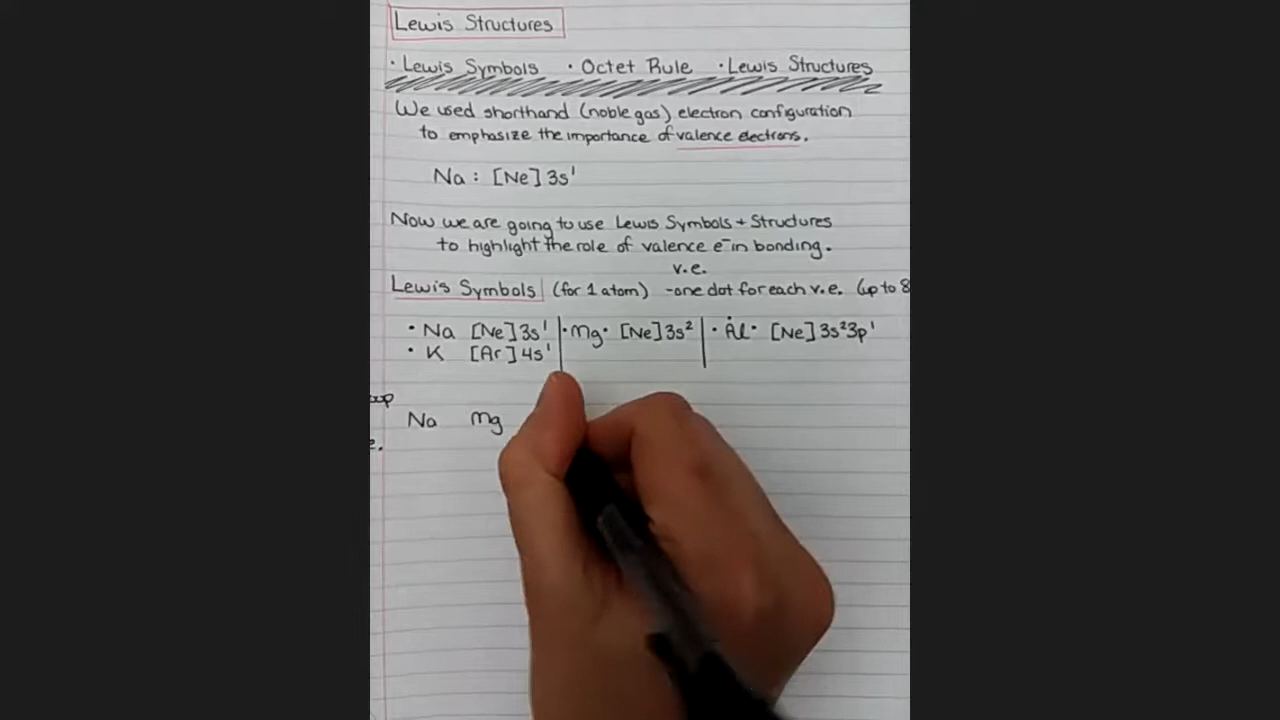 Lewis Structures
· Lewis Symbols · Octet Rule · Lewis Structures
We used shorthand (noble gas) electron configuration
to emphasize the importance of valence electrons.
Na: [Ne] 3s¹
Now we are going to use Lewis Symbols + Structures
to highlight the role of valence e⁻ in bonding.
v.e.
Lewis Symbols (for 1 atom) - one dot for each v.e. (up to 8
· Na [Ne] 3s¹ | · Mg · [Ne] 3s² | · Al · [Ne] 3s²3p¹
· K [Ar] 4s¹
Na Mg